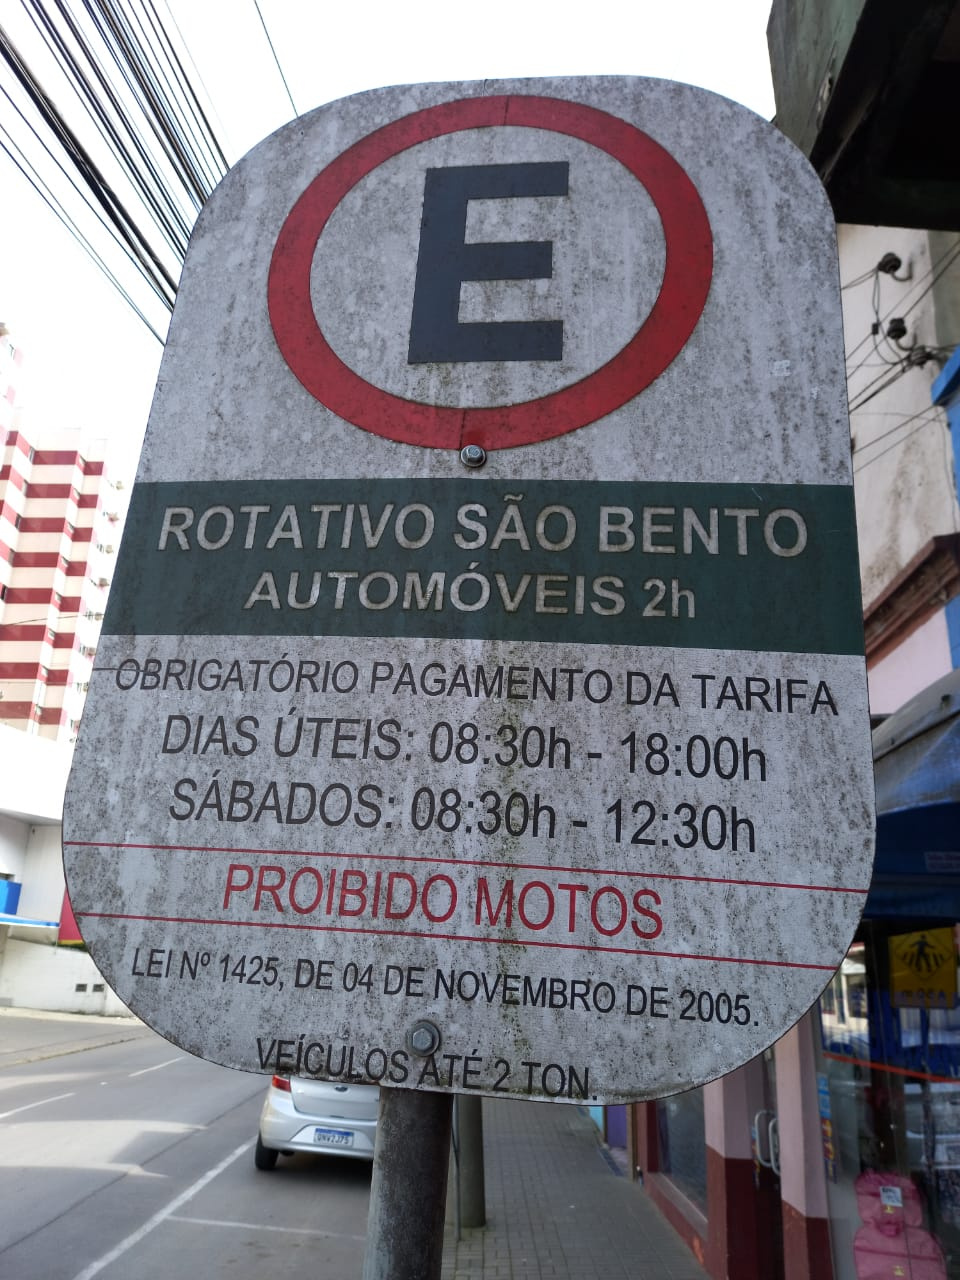 E
ROTATIVO SÃO BENTO
AUTOMÓVEIS 2h
OBRIGATÓRIO PAGAMENTO DA TARIFA
DIAS ÚTEIS: 08:30h - 18:00h
SÁBADOS: 08:30h - 12:30h
PROIBIDO MOTOS
LEI Nº 1425, DE 04 DE NOVEMBRO DE 2005.
VEÍCULOS ATÉ 2 TON.
A 50 m